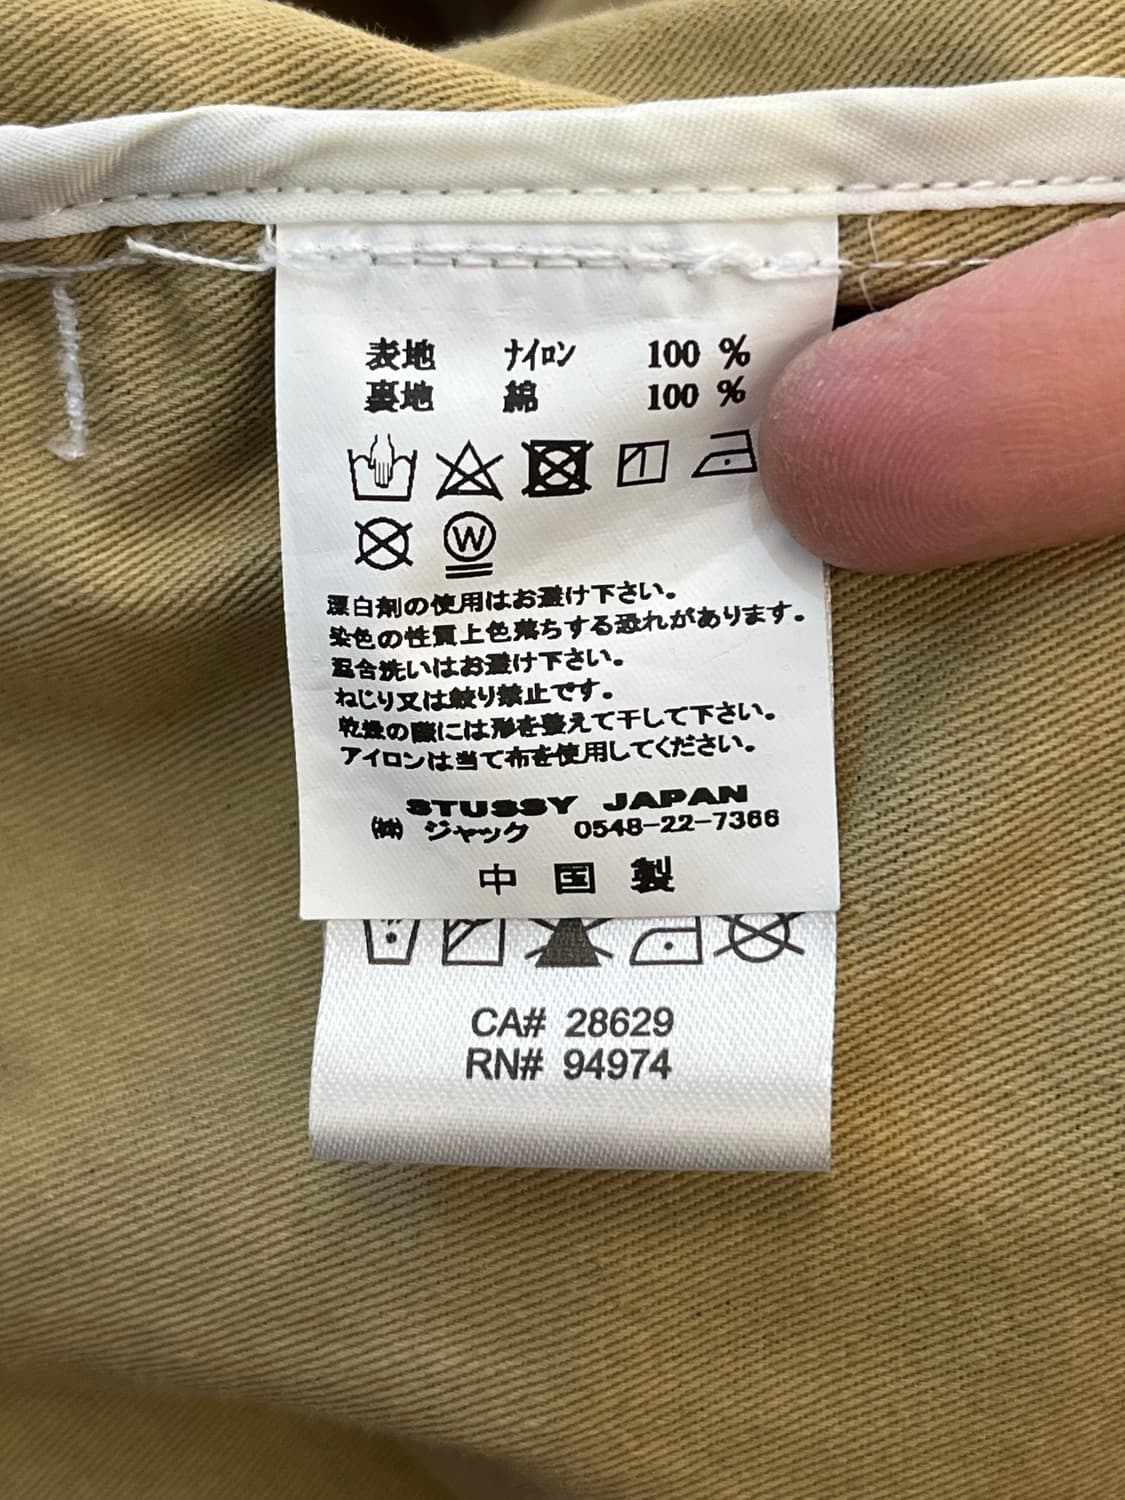 表地 ナイロン 100 %
裏地 綿 100 %
W
漂白剤の使用はお避け下さい。
染色の性質上色落ちする恐れがあります。
混合洗いはお避け下さい。
ねじり又は絞り禁止です。
乾燥の際には形を整えて干して下さい。
アイロンは当て布を使用してください。
STUSSY JAPAN
㈱ ジャック 0548-22-7366
中国製
CA# 28629
RN# 94974